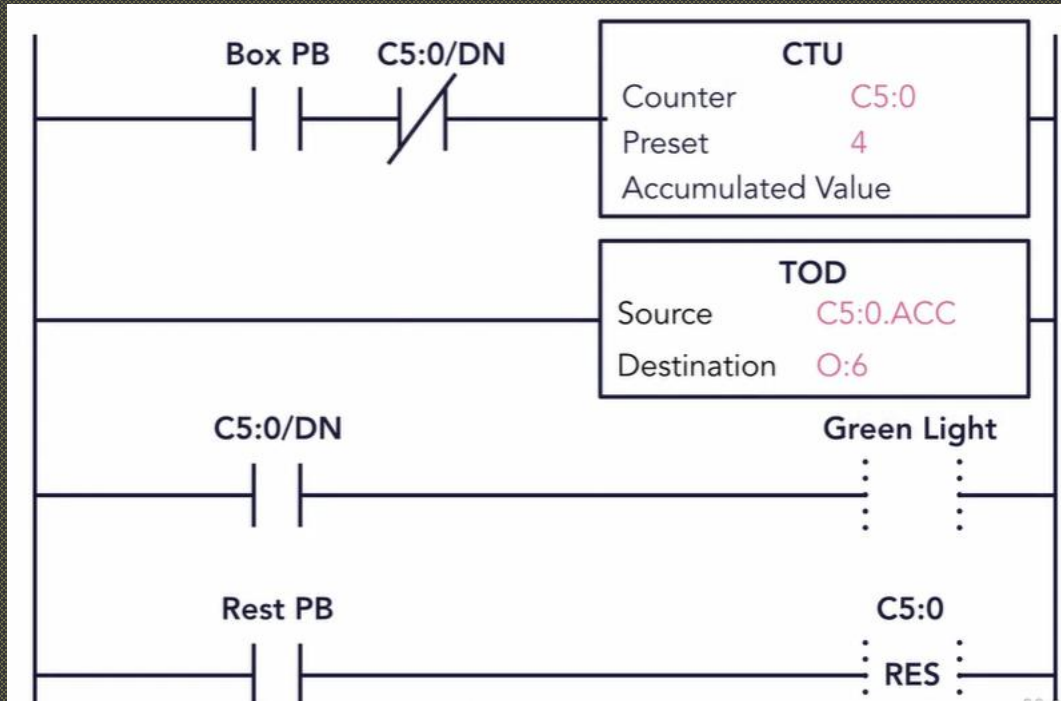 Box PB C5:0/DN
CTU
Counter C5:0
Preset 4
Accumulated Value
TOD
Source C5:0.ACC
Destination O:6
C5:0/DN Green Light
Rest PB C5:0
RES